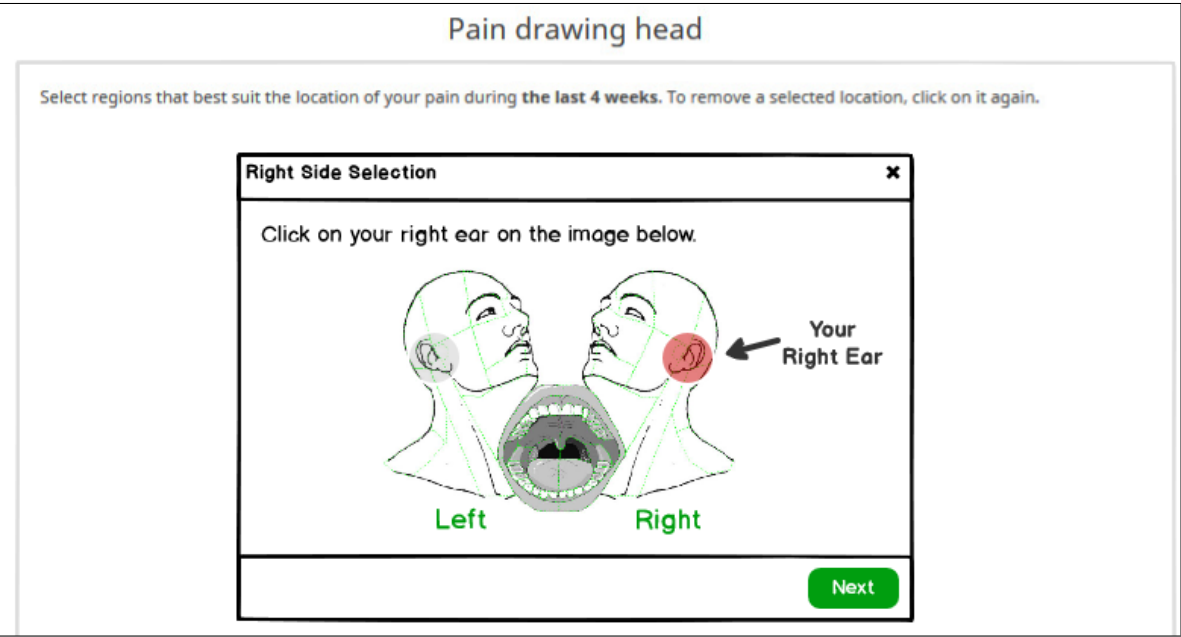 Pain drawing head
Select regions that best suit the location of your pain during the last 4 weeks. To remove a selected location, click on it again.
Right Side Selection
Click on your right ear on the image below.
Your
Right Ear
Left
Right
Next